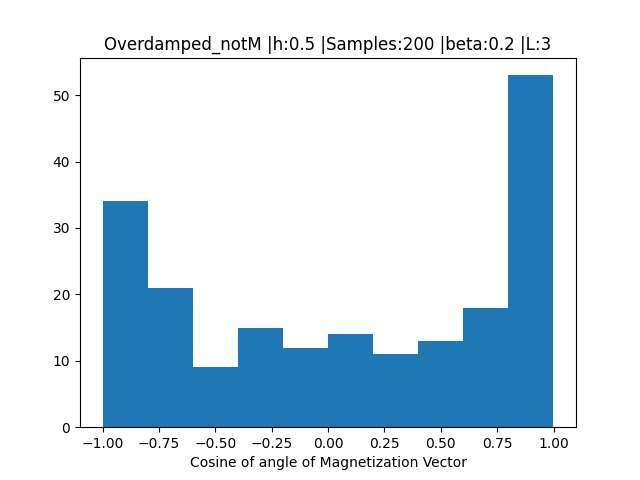 Overdamped_notM |h:0.5 |Samples:200 |beta:0.2 |L:3
50
40
30
20
10
0
−1.00 −0.75 −0.50 −0.25 0.00 0.25 0.50 0.75 1.00
Cosine of angle of Magnetization Vector